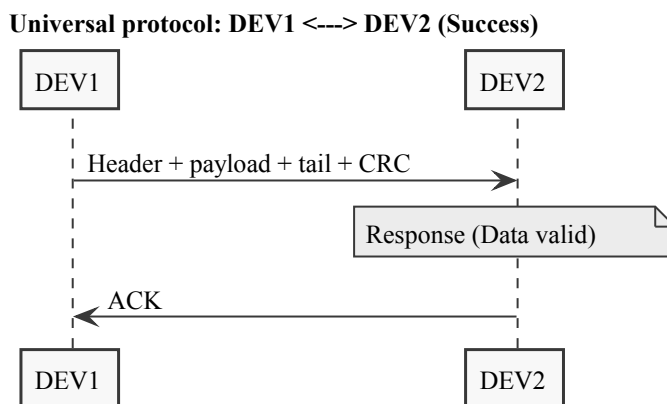 Universal protocol: DEV1 <---> DEV2 (Success)
DEV1
DEV2
Header + payload + tail + CRC
Response (Data valid)
ACK
DEV1
DEV2